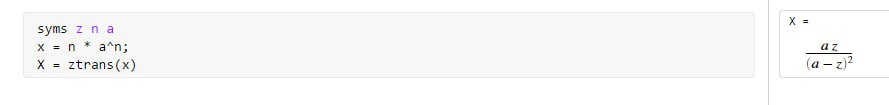 syms z n a
x = n * a^n;
X = ztrans(x)
X =
a z
(a − z)²